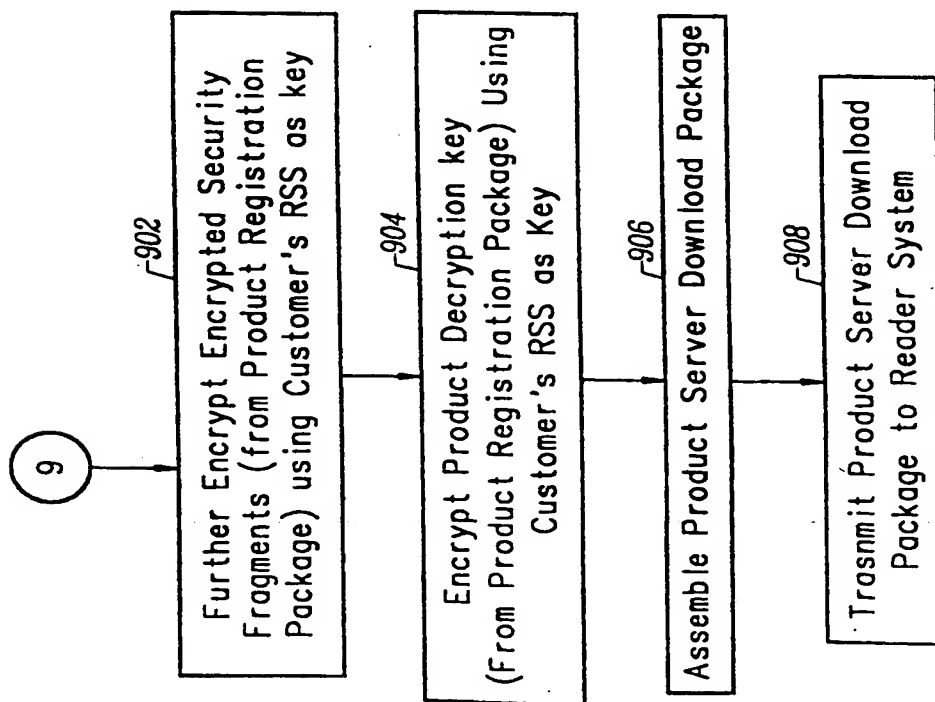 9
902
Further Encrypt Encrypted Security
Fragments (from Product Registration
Package) using Customer's RSS as key
904
Encrypt Product Decryption key
(From Product Registration Package) Using
Customer's RSS as Key
906
Assemble Product Server Download Package
908
Trasnmit Product Server Download
Package to Reader System